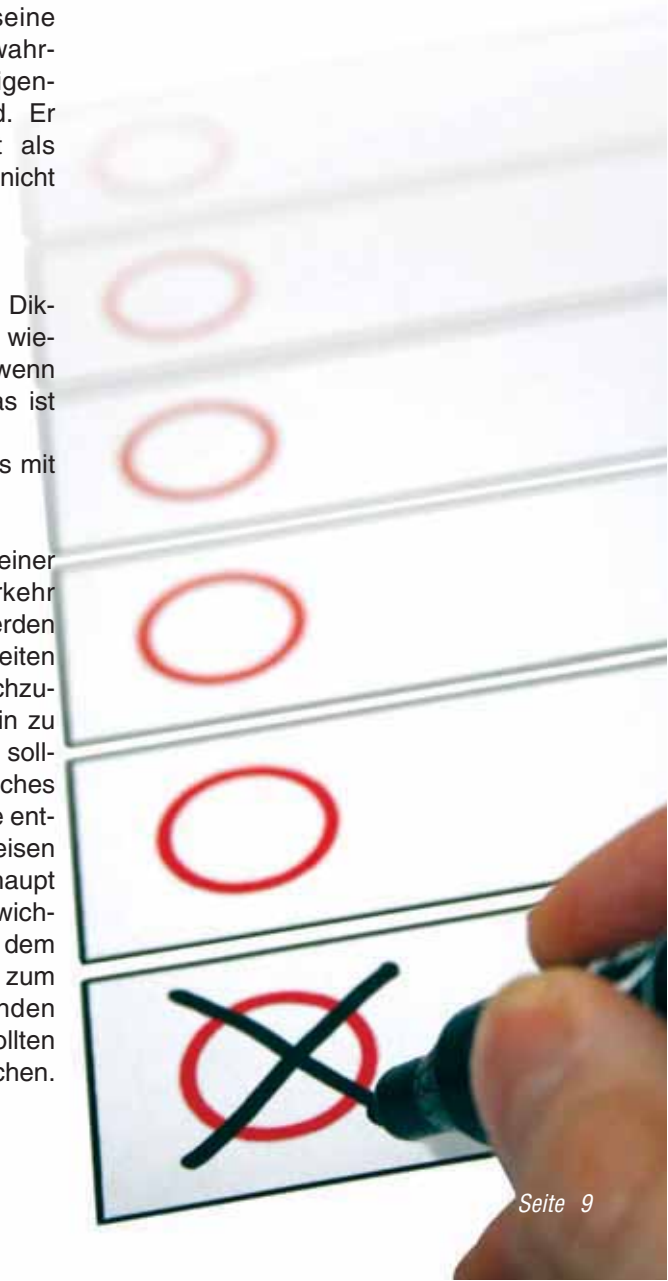 seine
wahr-
igen-
d. Er
als
nicht
Dik-
wie-
wenn
as ist
s mit
einer
rkehr
erden
eiten
chzu-
in zu
soll-
ches
e ent-
eisen
haupt
wich-
dem
zum
nden
ollten
chen.
Seite 9